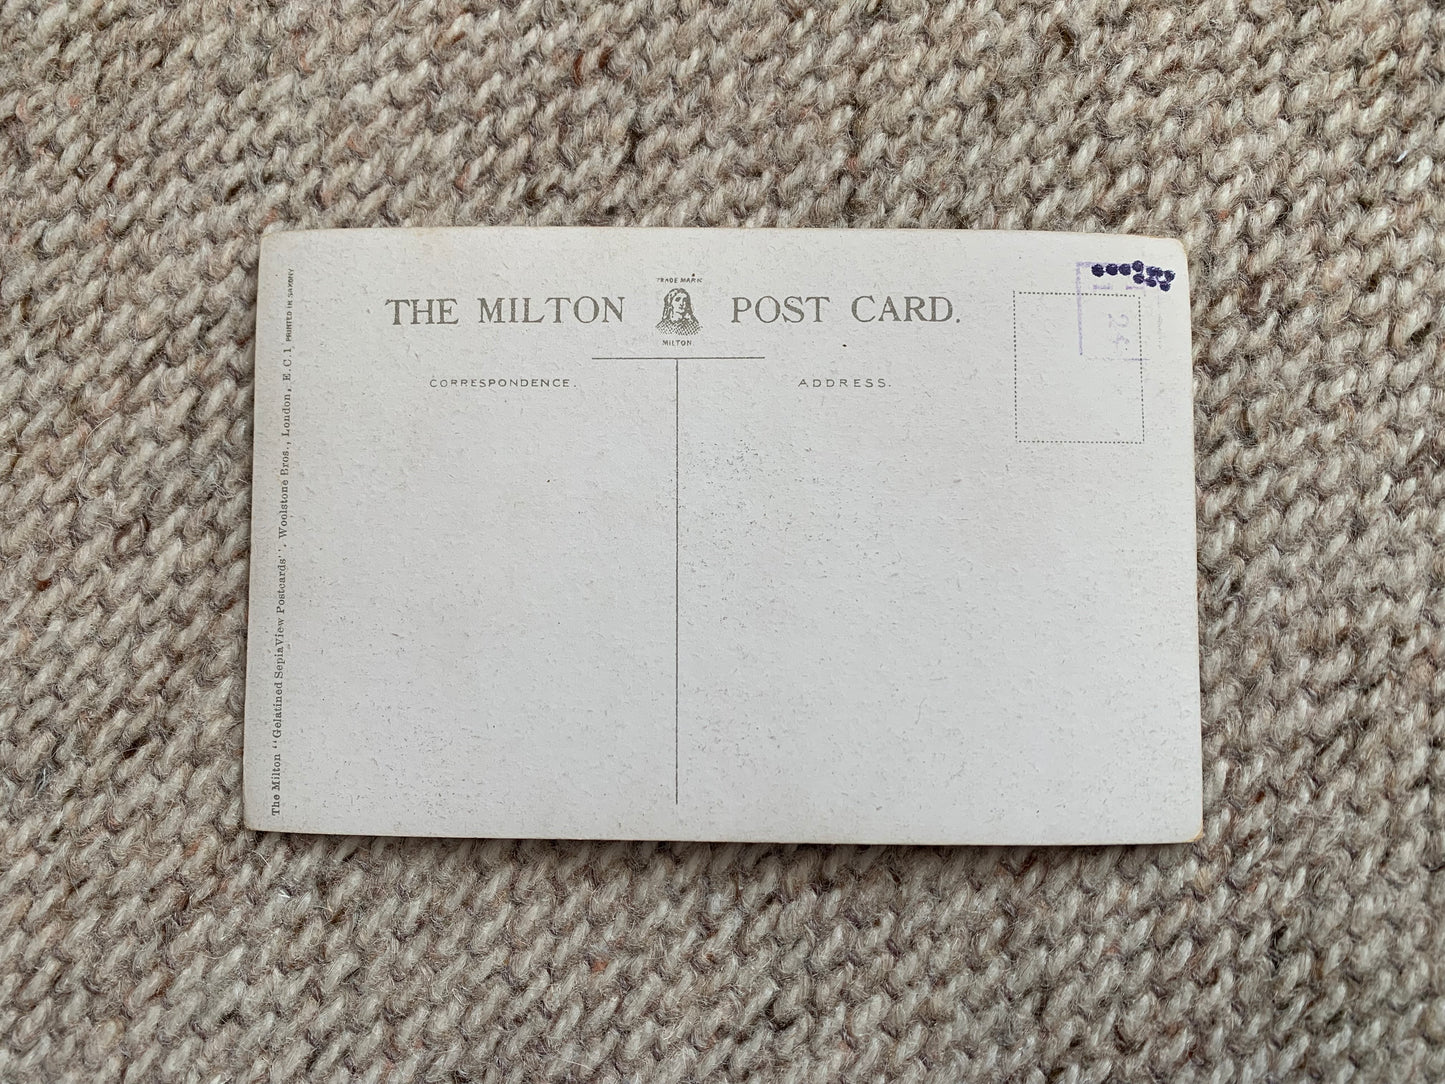 TRADE MARK
THE MILTON POST CARD.
MILTON
CORRESPONDENCE. ADDRESS.
24
The Milton "Gelatined Sepia View Postcards". Woolstone Bros., London, E.C.1 PRINTED IN SAXONY